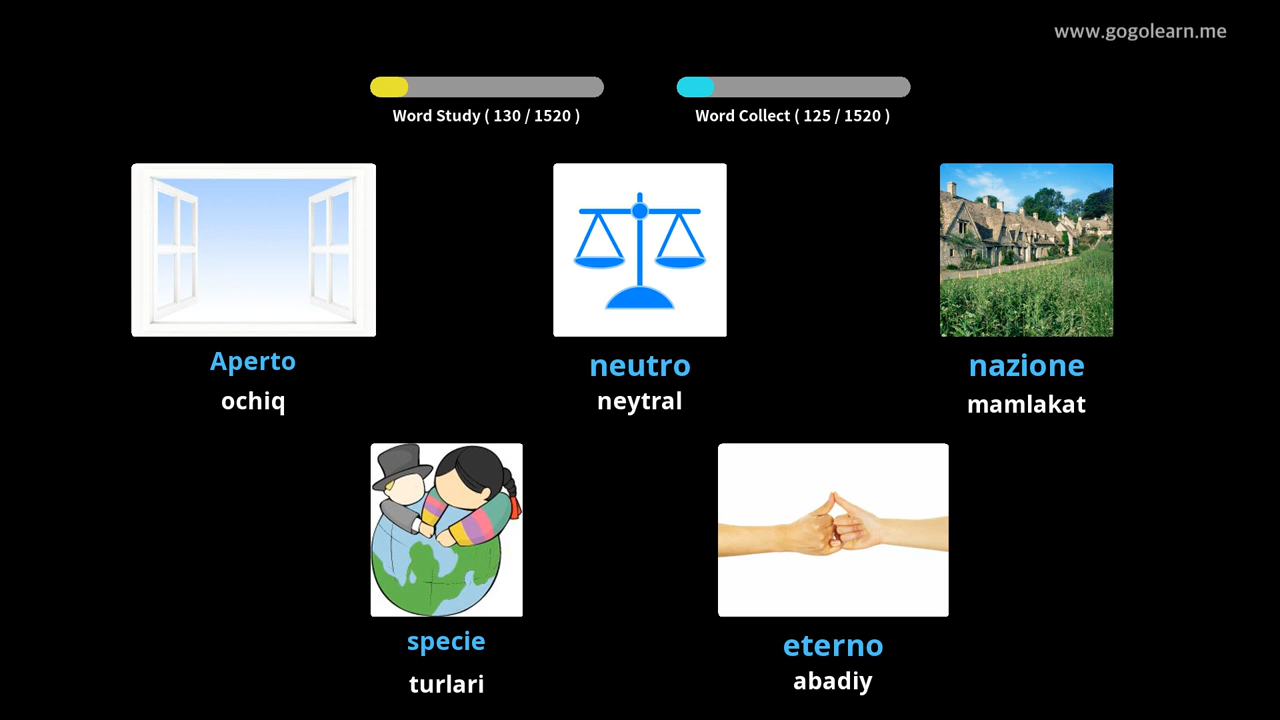 www.gogolearn.me
Word Study ( 130 / 1520 )
Word Collect ( 125 / 1520 )
Aperto
ochiq
neutro
neytral
nazione
mamlakat
specie
turlari
eterno
abadiy